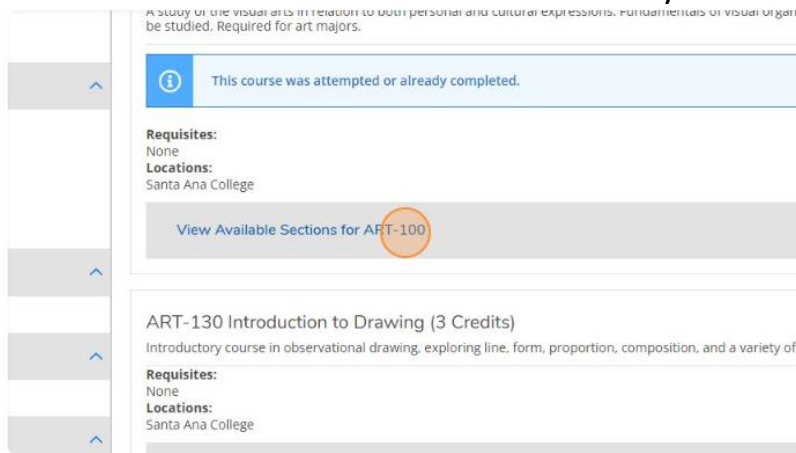 A study of the visual arts in relation to both personal and cultural expressions. Fundamentals of visual organ
be studied. Required for art majors.
This course was attempted or already completed.
Requisites:
None
Locations:
Santa Ana College
View Available Sections for ART-100
ART-130 Introduction to Drawing (3 Credits)
Introductory course in observational drawing, exploring line, form, proportion, composition, and a variety of
Requisites:
None
Locations:
Santa Ana College